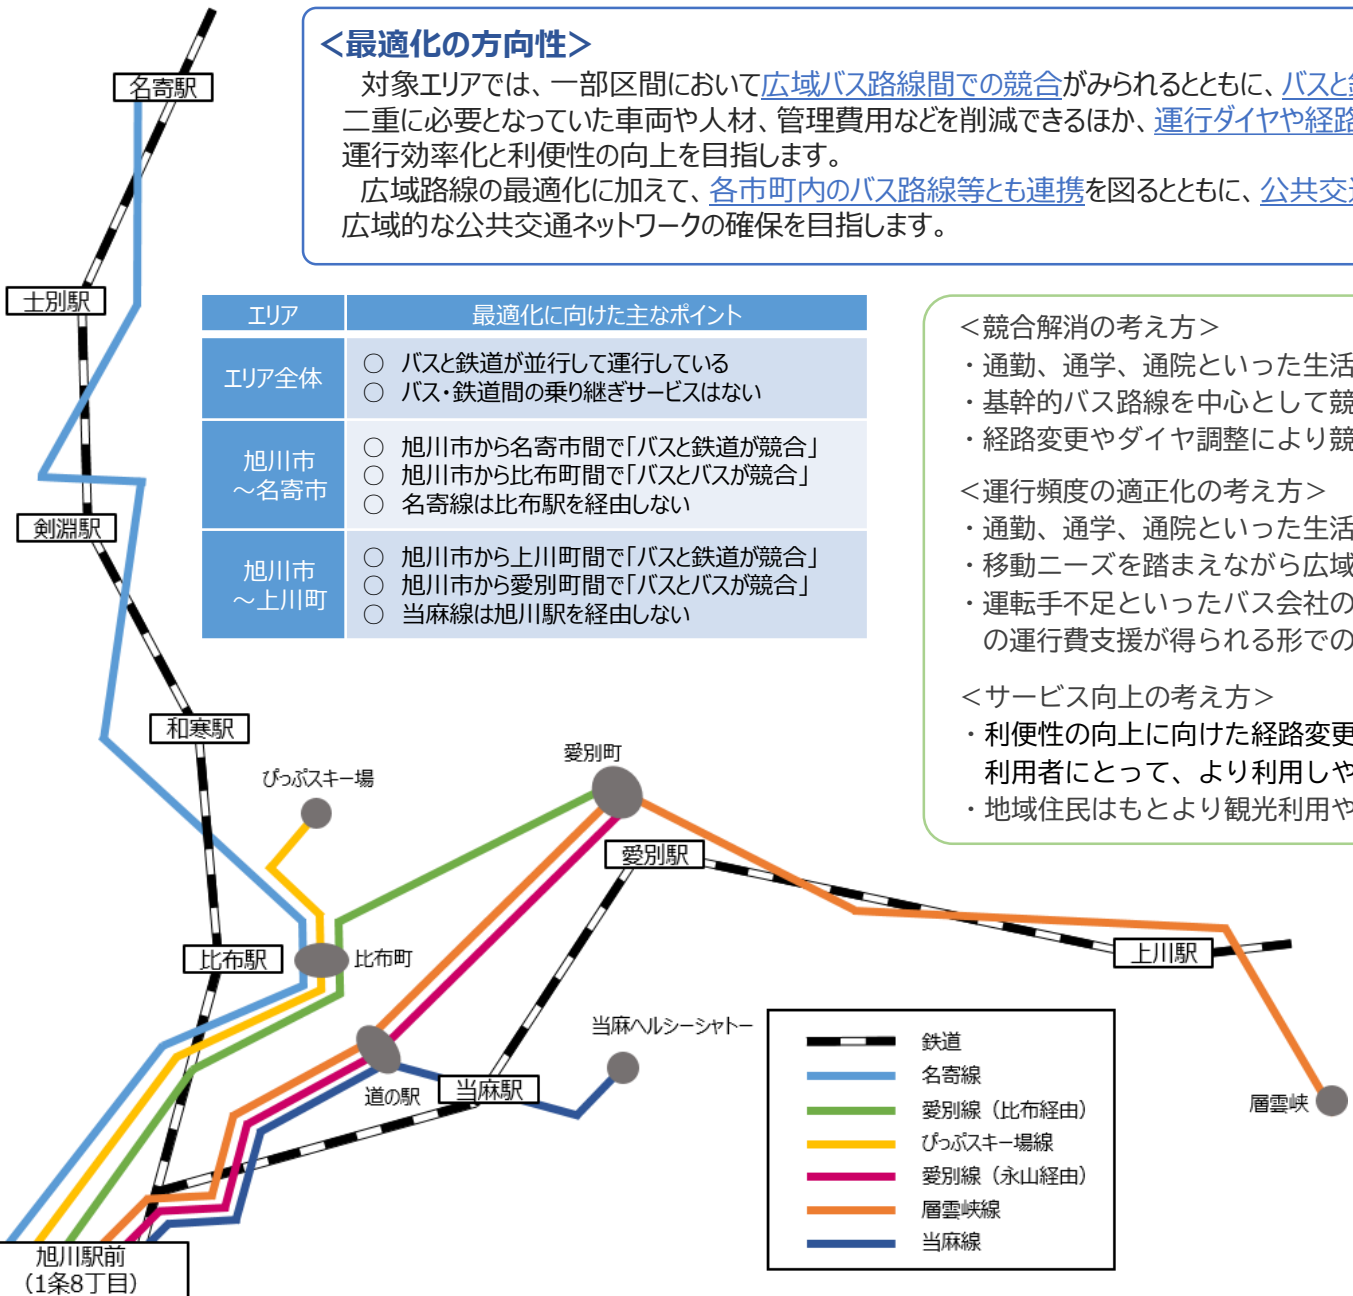 <最適化の方向性>
対象エリアでは、一部区間において広域バス路線間での競合がみられるとともに、バスと
二重に必要となっていた車両や人材、管理費用などを削減できるほか、運行ダイヤや経路
運行効率化と利便性の向上を目指します。
広域路線の最適化に加えて、各市町内のバス路線等とも連携を図るとともに、公共交
広域的な公共交通ネットワークの確保を目指します。
名寄駅
士別駅
剣淵駅
和寒駅
比布駅
エリア
最適化に向けた主なポイント
エリア全体
○ バスと鉄道が並行して運行している
○ バス・鉄道間の乗り継ぎサービスはない
旭川市
~名寄市
○ 旭川市から名寄市間で「バスと鉄道が競合」
○ 旭川市から比布町間で「バスとバスが競合」
○ 名寄線は比布駅を経由しない
旭川市
~上川町
○ 旭川市から上川町間で「バスと鉄道が競合」
○ 旭川市から愛別町間で「バスとバスが競合」
○ 当麻線は旭川駅を経由しない
<競合解消の考え方>
・通勤、通学、通院といった生活
・基幹的バス路線を中心として競
・経路変更やダイヤ調整により競
<運行頻度の適正化の考え方>
・通勤、通学、通院といった生活
・移動ニーズを踏まえながら広域
・運転手不足といったバス会社の
の運行費支援が得られる形での
<サービス向上の考え方>
・利便性の向上に向けた経路変更
利用者にとって、より利用しや
・地域住民はもとより観光利用や
ぴっぷスキー場
愛別町
愛別駅
比布町
上川駅
当麻ヘルシーシャトー
道の駅
当麻駅
層雲峡
旭川駅前
(1条8丁目)
鉄道
名寄線
愛別線(比布経由)
ぴっぷスキー場線
愛別線(永山経由)
層雲峡線
当麻線